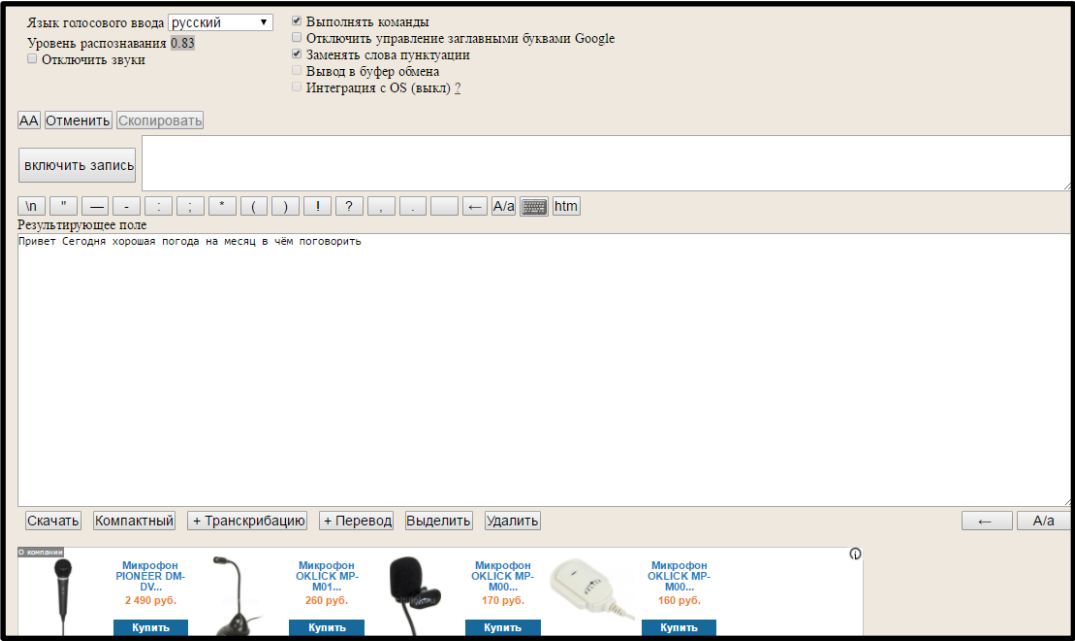 Язык голосового ввода русский
Уровень распознавания 0.83
Отключить звуки
Выполнять команды
Отключить управление заглавными буквами Google
Заменять слова пунктуации
Вывод в буфер обмена
Интеграция с OS (выкл) ?
АА Отменить Скопировать
включить запись
\n " — - : ; * ( ) ! ? , . ← A/a htm
Результирующее поле
Привет Сегодня хорошая погода на месяц в чём поговорить
Скачать Компактный + Транскрибацию + Перевод Выделить Удалить ← A/a
О компании
Микрофон
PIONEER DM-
DV...
2 490 руб.
Купить
Микрофон
OKLICK MP-
M01...
260 руб.
Купить
Микрофон
OKLICK MP-
M00...
170 руб.
Купить
Микрофон
OKLICK MP-
M00...
160 руб.
Купить